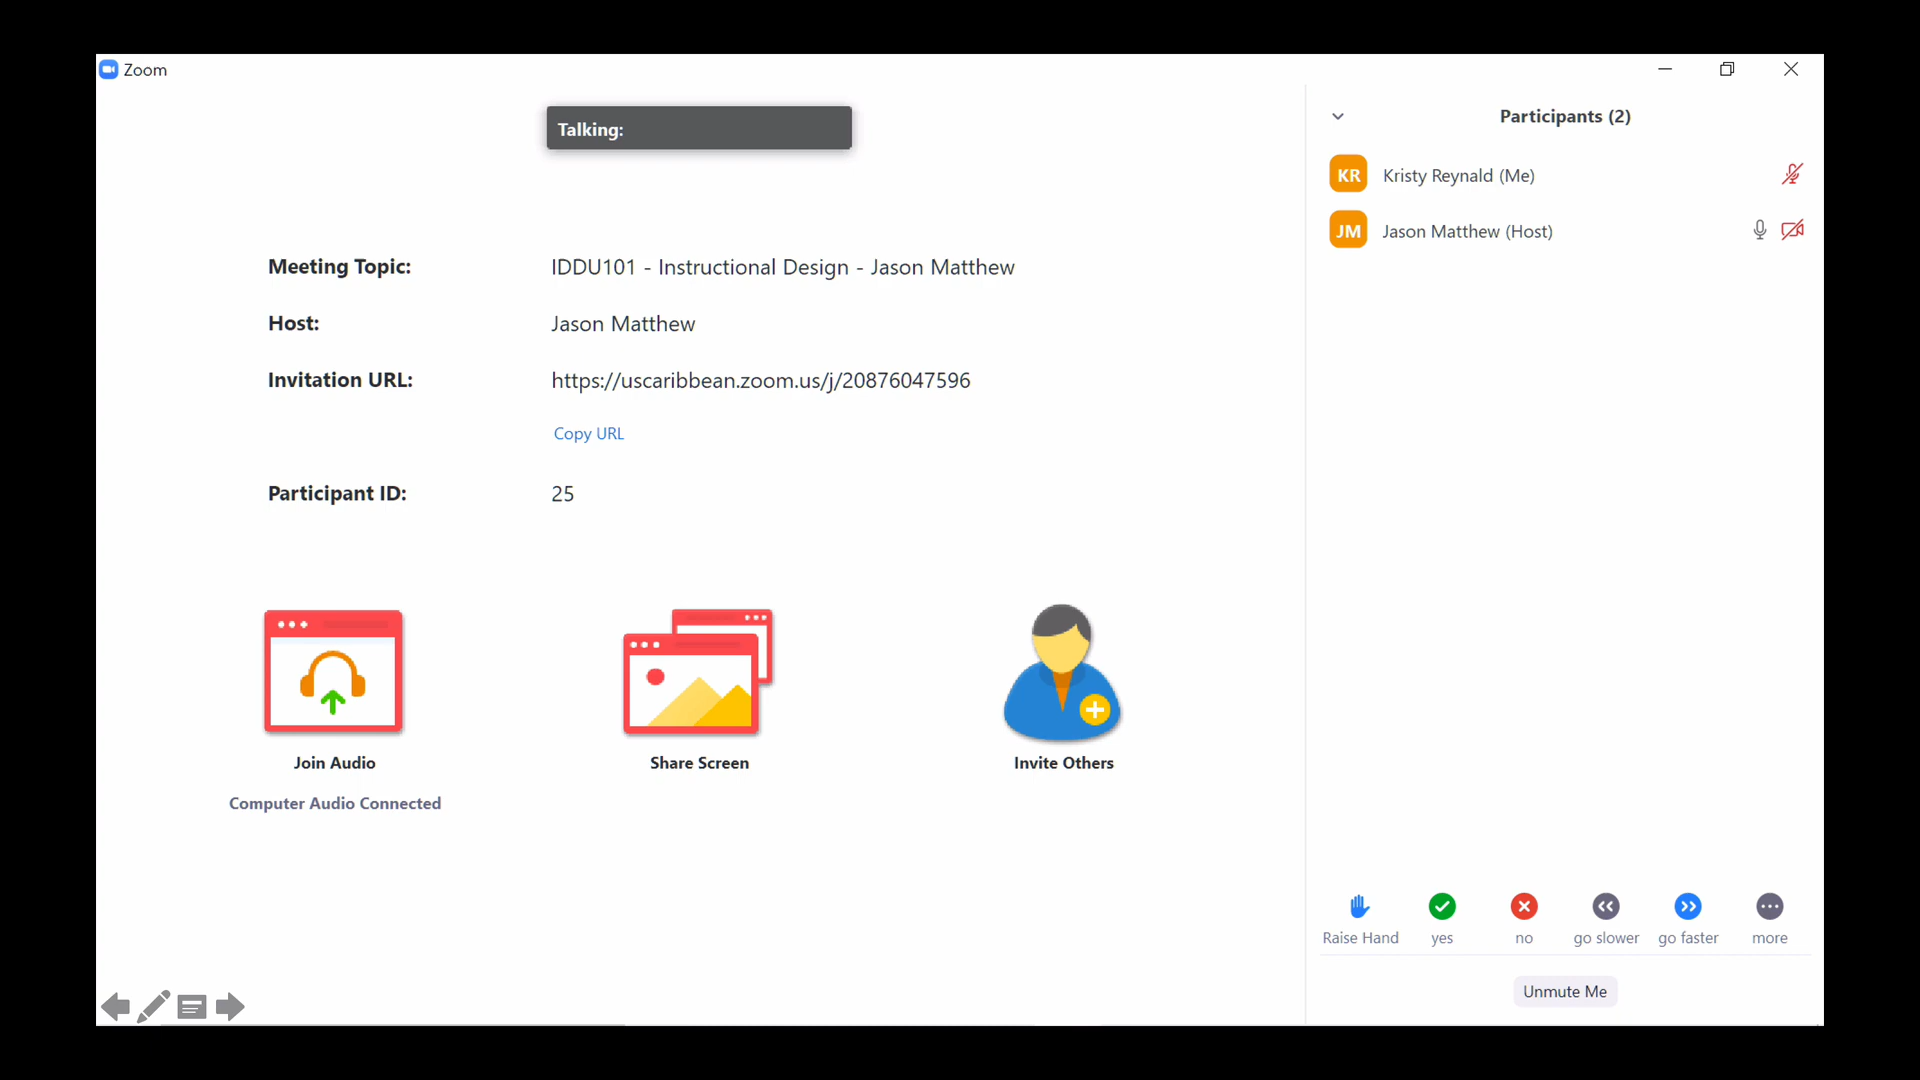 Zoom
Talking:
Meeting Topic: IDDU101 - Instructional Design - Jason Matthew
Host: Jason Matthew
Invitation URL: https://uscaribbean.zoom.us/j/20876047596
Copy URL
Participant ID: 25
Join Audio
Computer Audio Connected
Share Screen
Invite Others
Participants (2)
KR Kristy Reynald (Me)
JM Jason Matthew (Host)
Raise Hand yes no go slower go faster more
Unmute Me